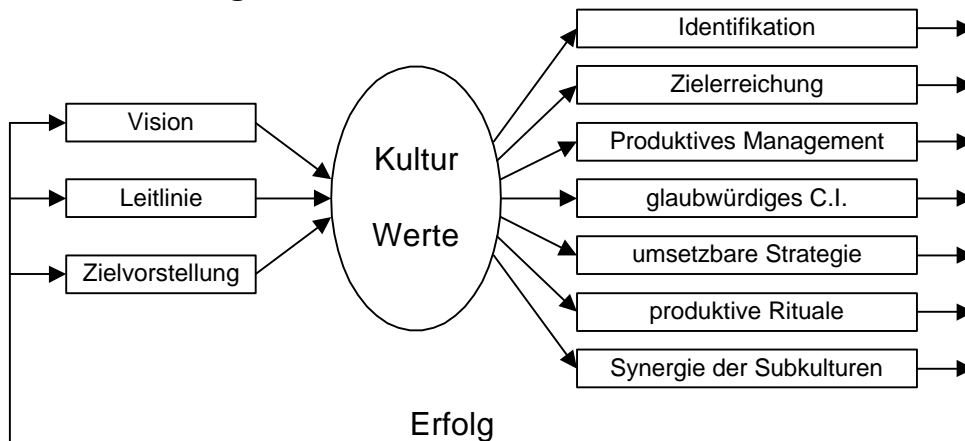 Vision
Leitlinie
Zielvorstellung
Kultur
Werte
Identifikation
Zielerreichung
Produktives Management
glaubwürdiges C.I.
umsetzbare Strategie
produktive Rituale
Synergie der Subkulturen
Erfolg